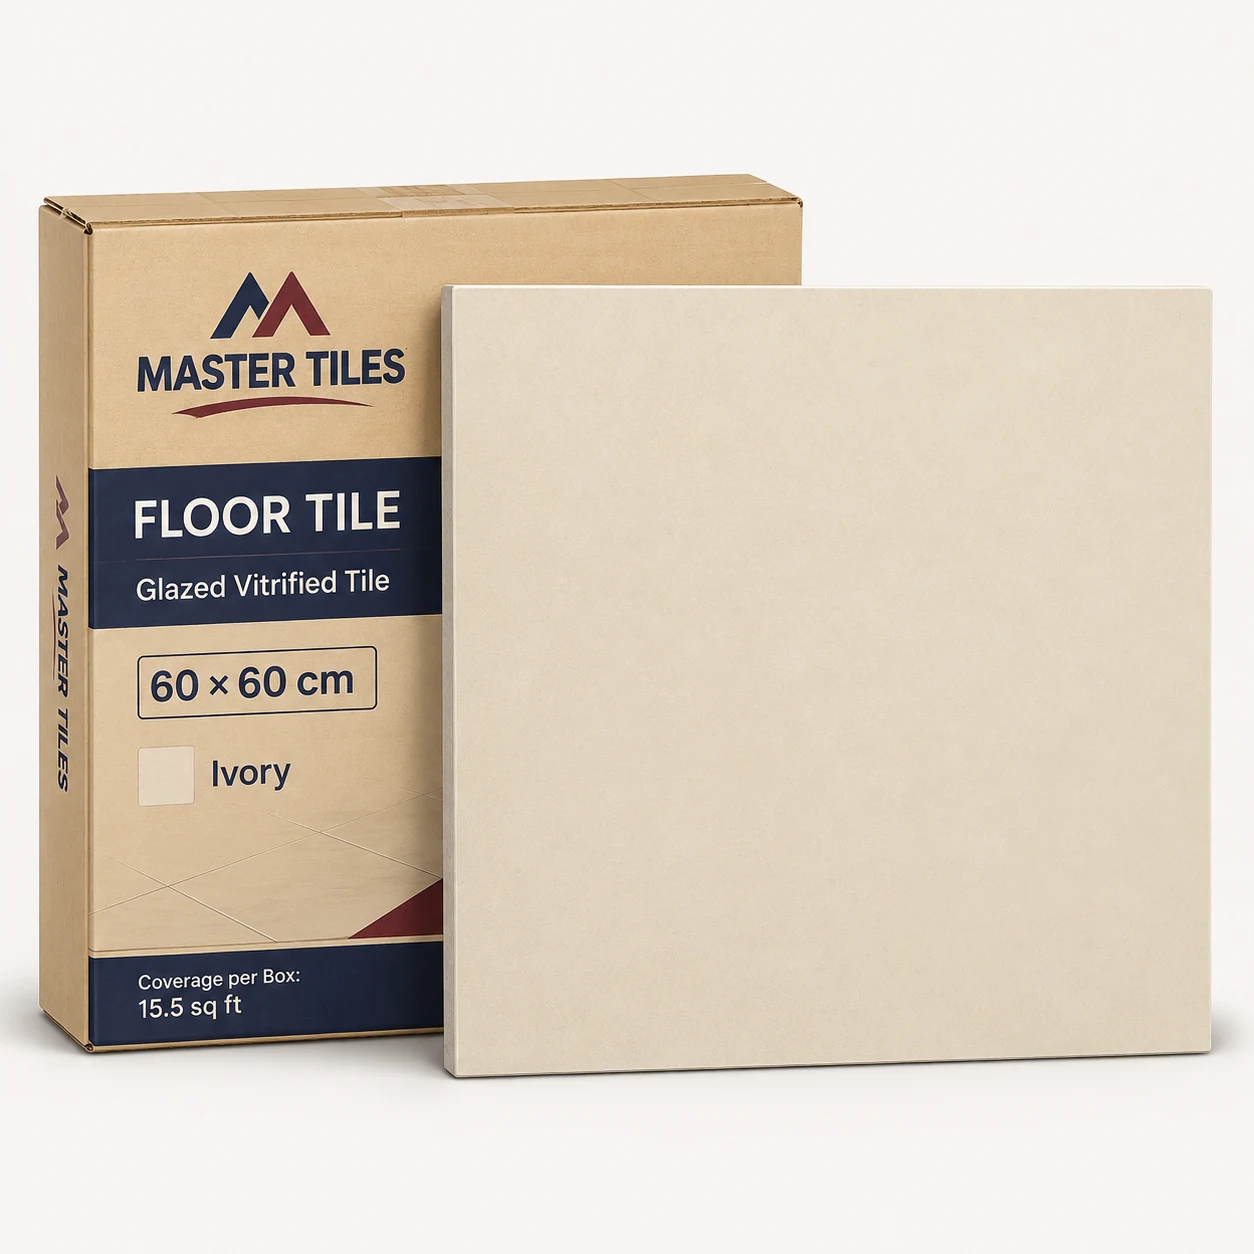 MASTER TILES
FLOOR TILE
Glazed Vitrified Tile
60 × 60 cm
Ivory
Coverage per Box:
15.5 sq ft
MASTER TILES